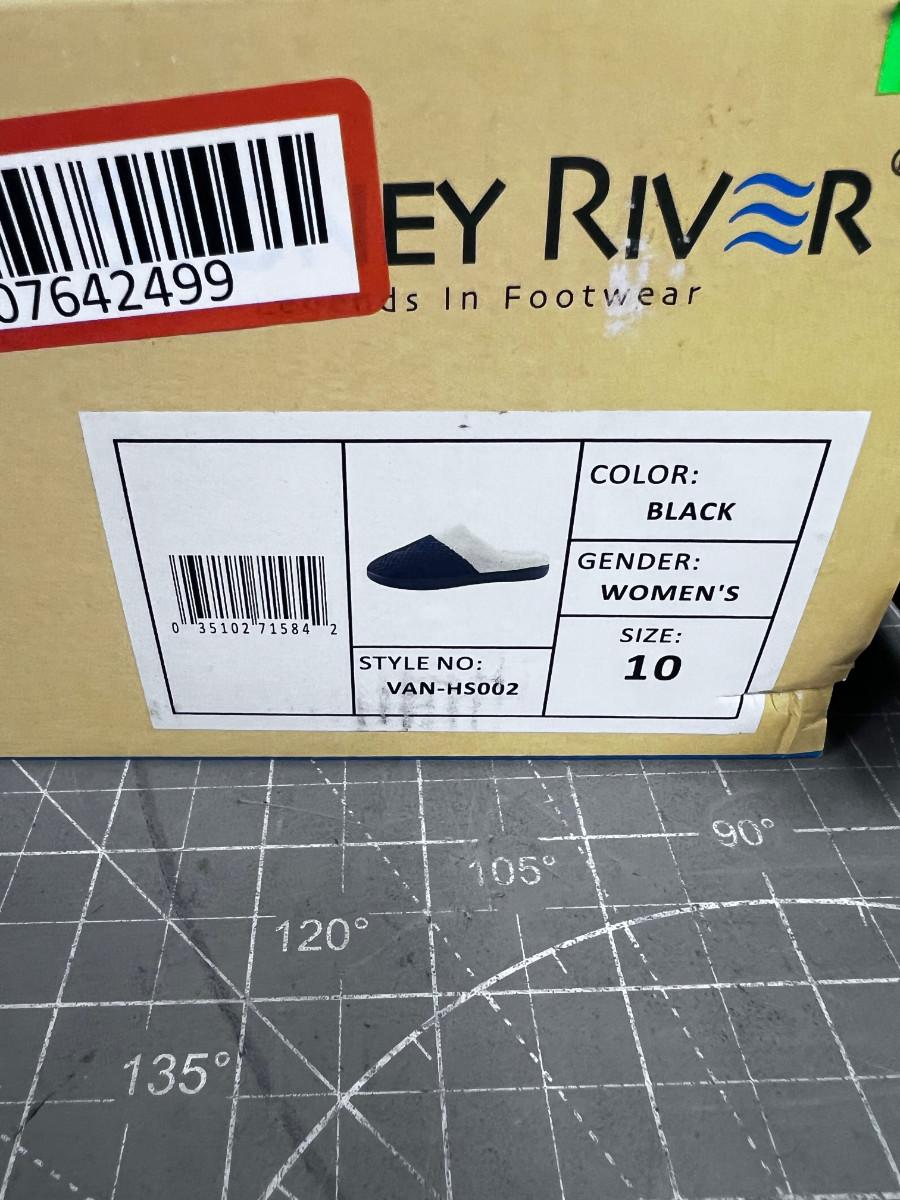 07642499
EY RIVER
ds In Footwear
0 35102 71584 2
STYLE NO:
VAN-HS002
COLOR:
BLACK
GENDER:
WOMEN'S
SIZE:
10
90°
105°
120°
135°